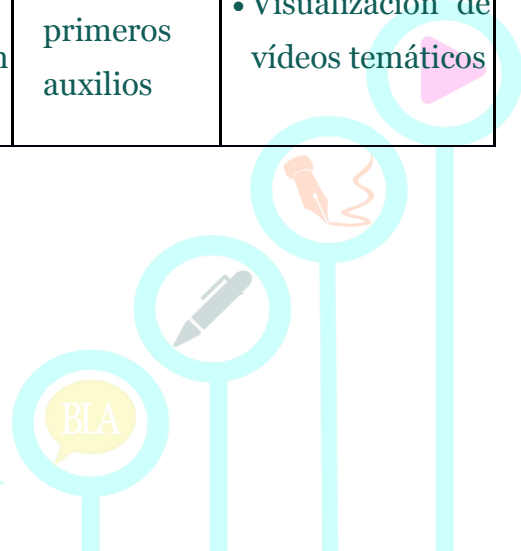 • Visualización de
primeros
vídeos temáticos
auxilios
BLA